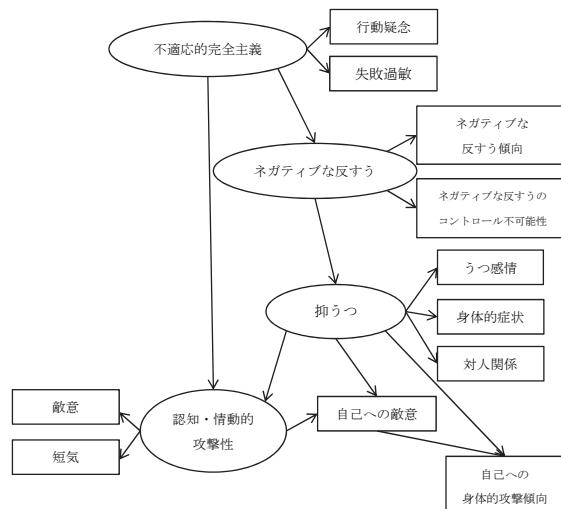 不適応的完全主義
行動疑念
失敗過敏
ネガティブな反すう
ネガティブな
反すう傾向
ネガティブな反すうの
コントロール不可能性
抑うつ
うつ感情
身体的症状
対人関係
敵意
短気
認知・情動的
攻撃性
自己への敵意
自己への
身体的攻撃傾向